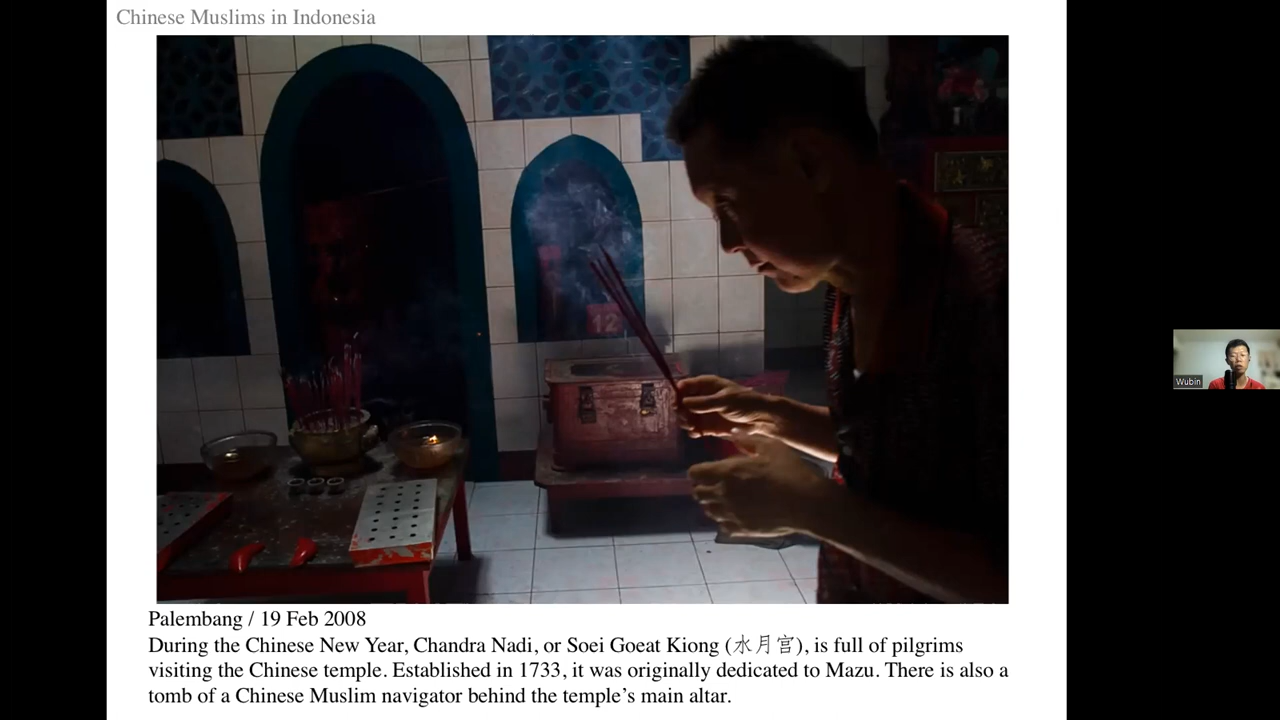 Chinese Muslims in Indonesia
12
Palembang / 19 Feb 2008
During the Chinese New Year, Chandra Nadi, or Soei Goeat Kiong (水月宮), is full of pilgrims
visiting the Chinese temple. Established in 1733, it was originally dedicated to Mazu. There is also a
tomb of a Chinese Muslim navigator behind the temple’s main altar.
Wubin